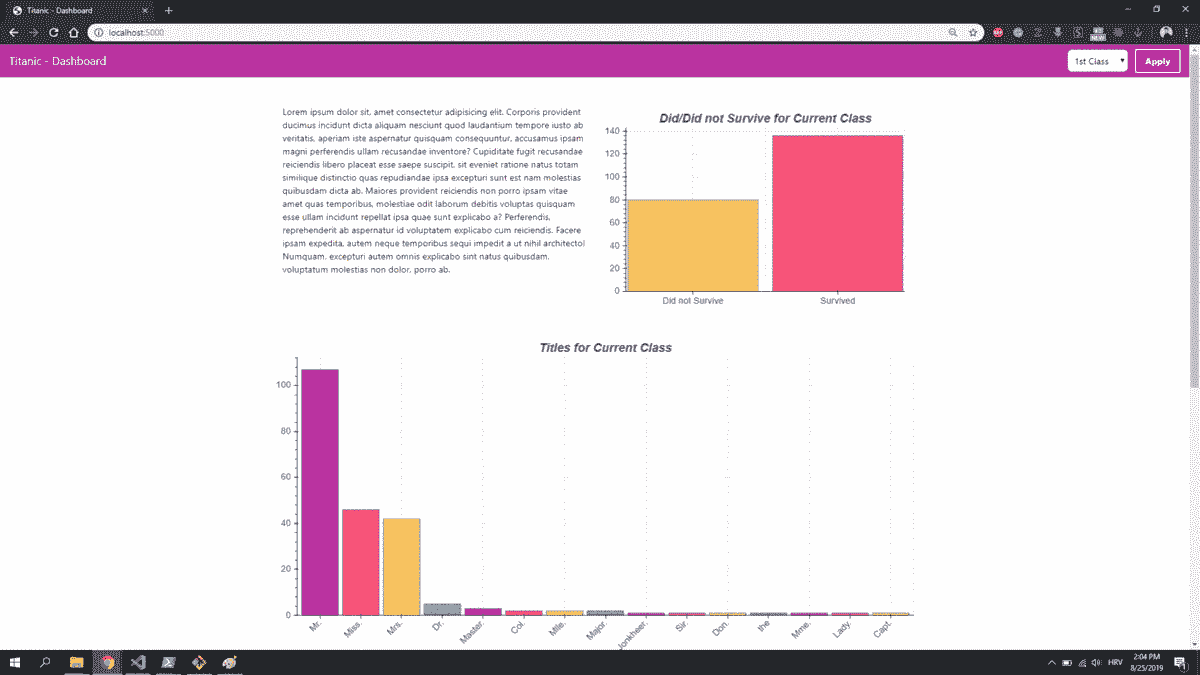 Titanic - Dashboard
localhost:5000
Titanic - Dashboard
1st Class
Apply
Lorem ipsum dolor sit, amet consectetur adipisicing elit. Corporis provident
ducimus incidunt dicta aliquam nesciunt quod laudantium tempore iusto ab
veritatis, aperiam iste aspernatur quisquam consequuntur, accusamus ipsam
magni perferendis ullam recusandae inventore? Cupiditate fugit recusandae
reiciendis libero placeat esse saepe suscipit, sit eveniet ratione natus totam
similique distinctio quas repudiandae ipsa excepturi sunt est nam molestias
quibusdam dicta ab. Maiores provident reiciendis non porro ipsam vitae
amet quas temporibus, molestiae odit laborum debitis voluptas quisquam
esse ullam incidunt repellat ipsa quae sunt explicabo a? Perferendis,
reprehenderit ab aspernatur id voluptatem explicabo cum reiciendis. Facere
ipsam expedita, autem neque temporibus sequi impedit a ut nihil architecto!
Numquam, excepturi autem omnis explicabo sint natus quibusdam,
voluptatum molestias non dolor, porro ab.
Did/Did not Survive for Current Class
140
120
100
80
60
40
20
0
Did not Survive
Survived
Titles for Current Class
100
80
60
40
20
0
Mr.
Miss.
Mrs.
Dr.
Master.
Col.
Mlle.
Major.
Jonkheer.
Sir.
Don.
the
Mme.
Lady.
Capt.
HRV
2:04 PM
8/25/2019